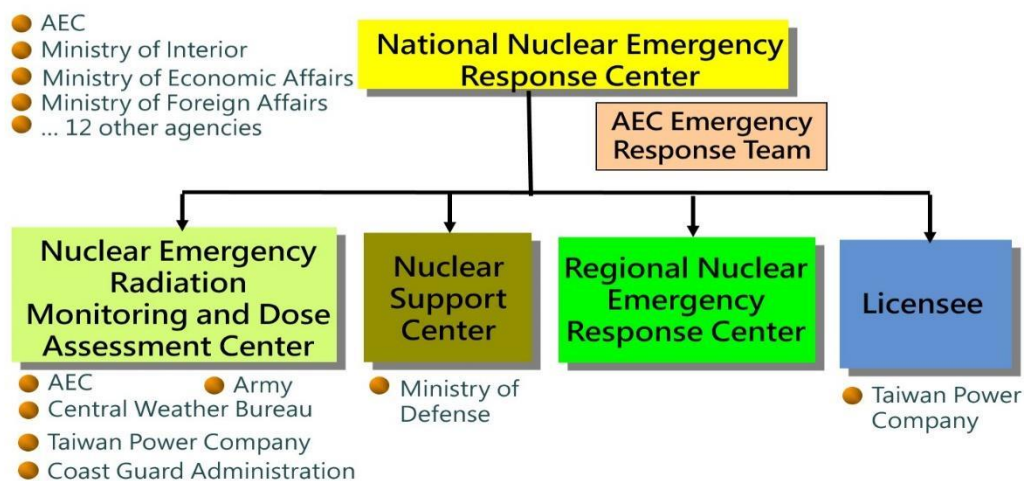 AEC
Ministry of Interior
Ministry of Economic Affairs
Ministry of Foreign Affairs
... 12 other agencies
National Nuclear Emergency
Response Center
AEC Emergency
Response Team
Nuclear Emergency
Radiation
Monitoring and Dose
Assessment Center
AEC
Army
Central Weather Bureau
Taiwan Power Company
Coast Guard Administration
Nuclear
Support
Center
Ministry of
Defense
Regional Nuclear
Emergency
Response Center
Licensee
Taiwan Power
Company